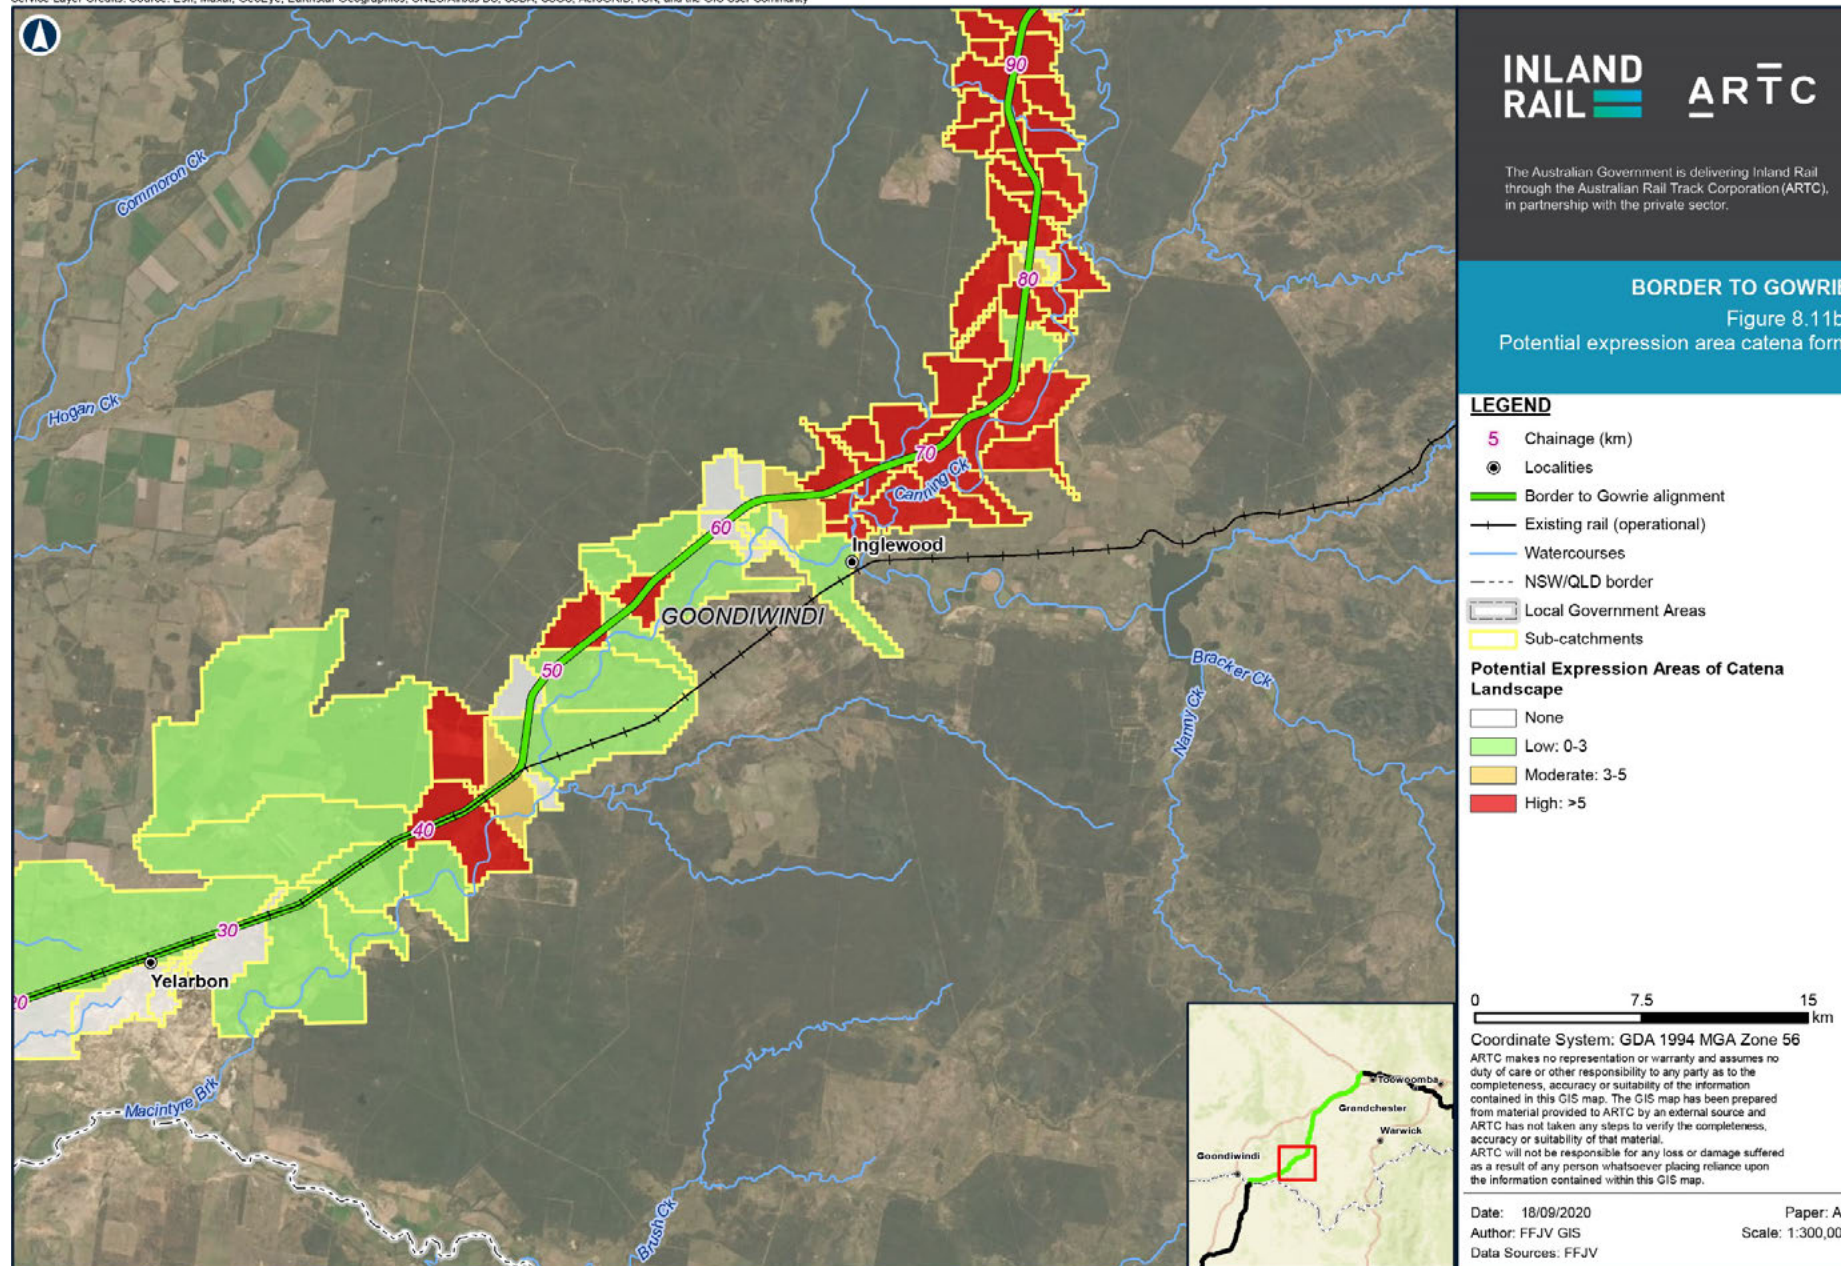 INLAND
RAIL
ARTC
The Australian Government is delivering Inland Rail
through the Australian Rail Track Corporation (ARTC),
in partnership with the private sector.
BORDER TO GOWRIE
Figure 8.11b
Potential expression area catena form
LEGEND
5 Chainage (km)
Localities
Border to Gowrie alignment
Existing rail (operational)
Watercourses
NSW/QLD border
Local Government Areas
Sub-catchments
Potential Expression Areas of Catena
Landscape
None
Low: 0-3
Moderate: 3-5
High: >5
0 7.5 15
km
Coordinate System: GDA 1994 MGA Zone 56
ARTC makes no representation or warranty and assumes no
duty of care or other responsibility to any party as to the
completeness, accuracy or suitability of the information
contained in this GIS map. The GIS map has been prepared
from material provided to ARTC by an external source and
ARTC has not taken any steps to verify the completeness,
accuracy or suitability of that material.
ARTC will not be responsible for any loss or damage suffered
as a result of any person whatsoever placing reliance upon
the information contained within this GIS map.
Date: 18/09/2020
Paper: A
Author: FFJV GIS
Scale: 1:300,00
Data Sources: FFJV
90
Commoron Ck
80
Hogan Ck
70
Canning Ck
60
Inglewood
GOONDIWINDI
50
Bracker Ck
Nanny Ck
40
30
Yelarbon
20
Macintyre Brk
Brush Ck
Toowoomba
Grandchester
Warwick
Goondiwindi